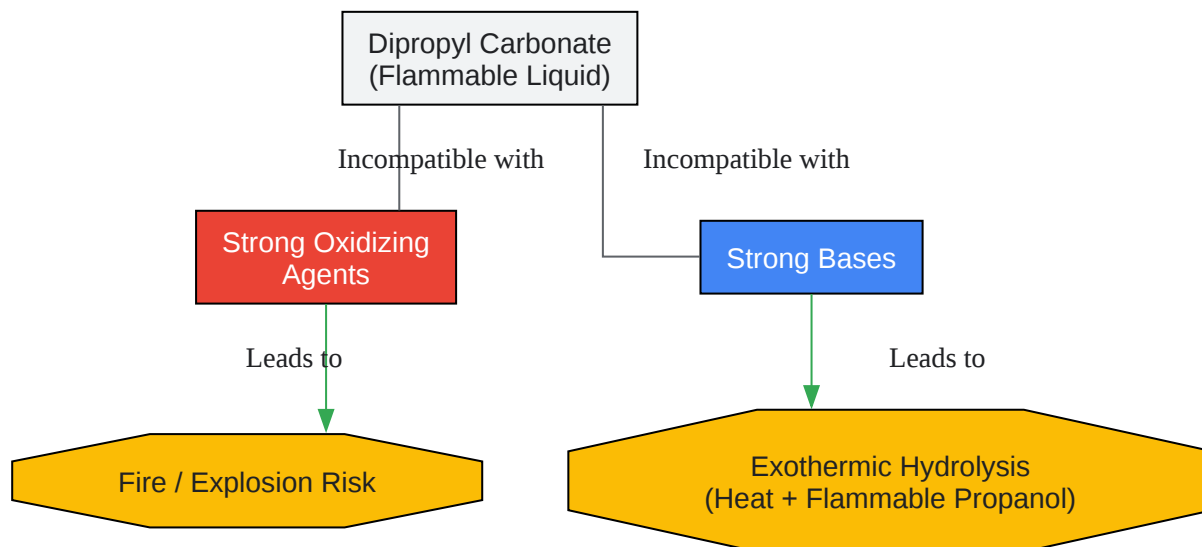 Dipropyl Carbonate
(Flammable Liquid)
Incompatible with
Incompatible with
Strong Oxidizing
Agents
Strong Bases
Leads to
Leads to
Fire / Explosion Risk
Exothermic Hydrolysis
(Heat + Flammable Propanol)